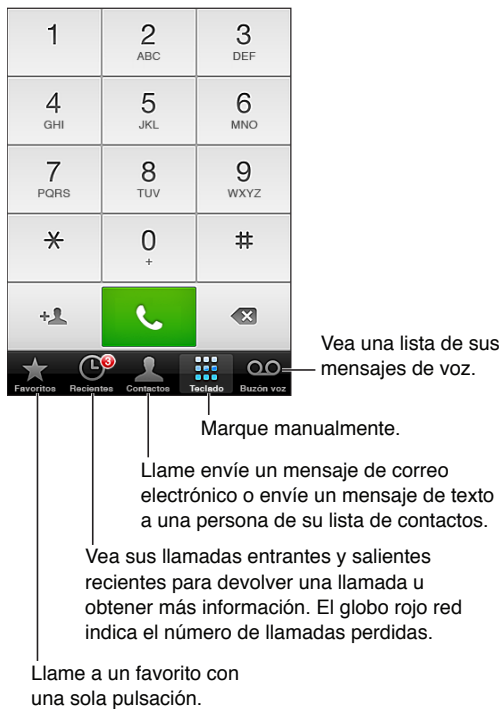 1 2 3
ABC DEF
4 5 6
GHI JKL MNO
7 8 9
PQRS TUV WXYZ
* 0 #
+
+
3
Favoritos Recientes Contactos Teclado Buzón voz
Vea una lista de sus
mensajes de voz.
Marque manualmente.
Llame envíe un mensaje de correo
electrónico o envíe un mensaje de texto
a una persona de su lista de contactos.
Vea sus llamadas entrantes y salientes
recientes para devolver una llamada u
obtener más información. El globo rojo red
indica el número de llamadas perdidas.
Llame a un favorito con
una sola pulsación.